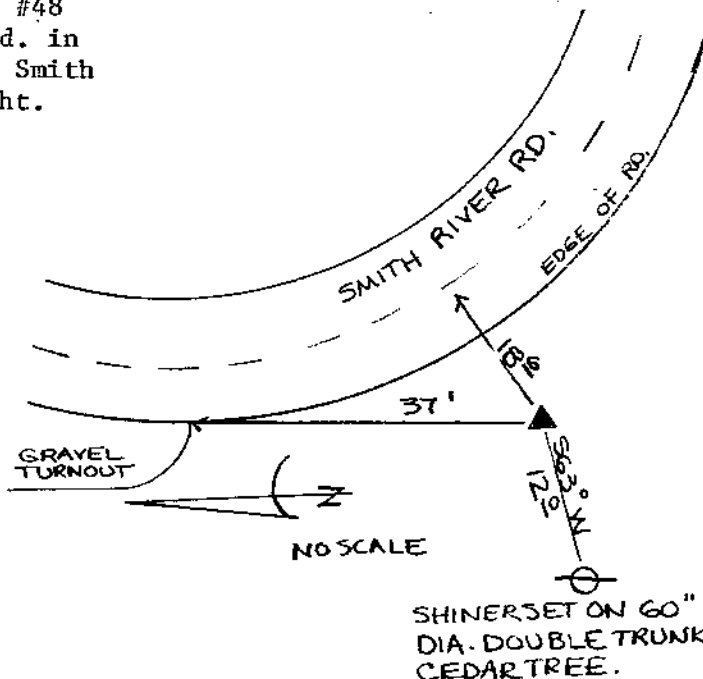 #48
d. in
Smith
ht.
SMITH RIVER RD.
EDGE OF RD.
37'
S63° W
GRAVEL
TURNOUT
N
NO SCALE
SHINER SET ON 60"
DIA. DOUBLE TRUNK
CEDAR TREE.